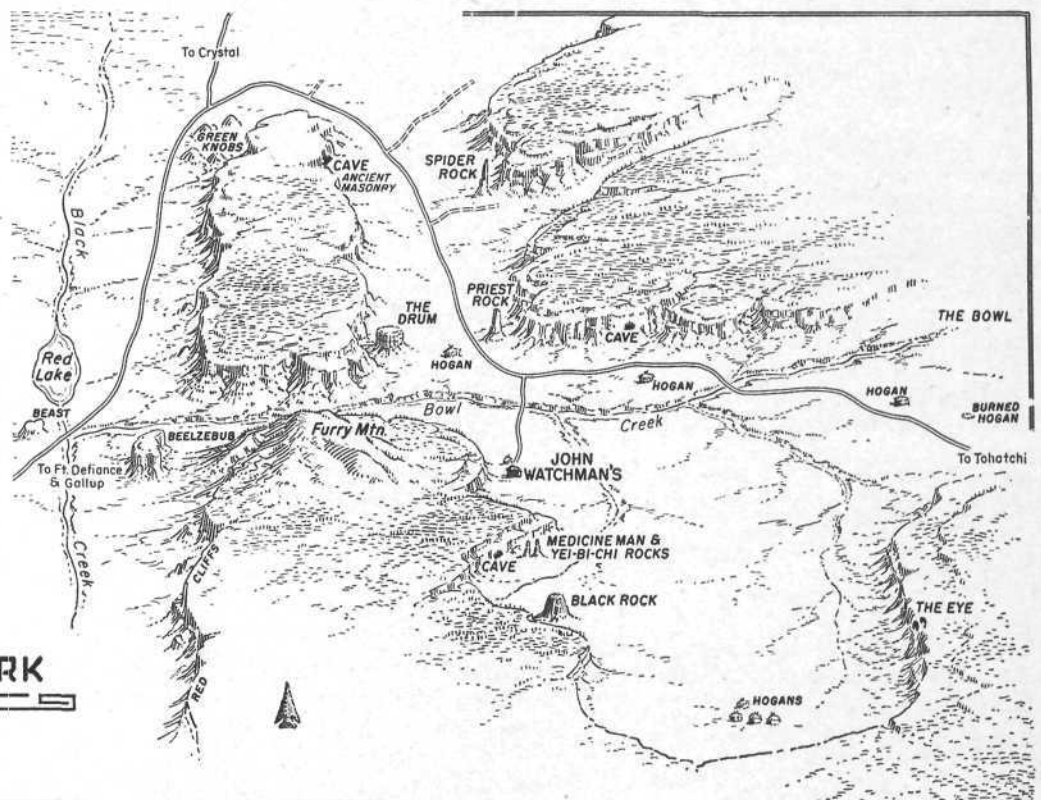 To Crystal
GREEN
KNOBS
CAVE
ANCIENT
MASONRY
SPIDER
ROCK
Black
PRIEST
ROCK
THE
DRUM
CAVE
THE BOWL
Red
Lake
HOGAN
HOGAN
HOGAN
BURNED
HOGAN
BEAST
Bowl
Creek
BEELZEBUB
Furry Mtn.
To Ft. Defiance
& Gallup
JOHN
WATCHMAN'S
To Tohatchi
MEDICINE MAN &
YEI-BI-CHI ROCKS
CAVE
Creek
CLIFFS
BLACK ROCK
THE EYE
RED
RK
HOGANS